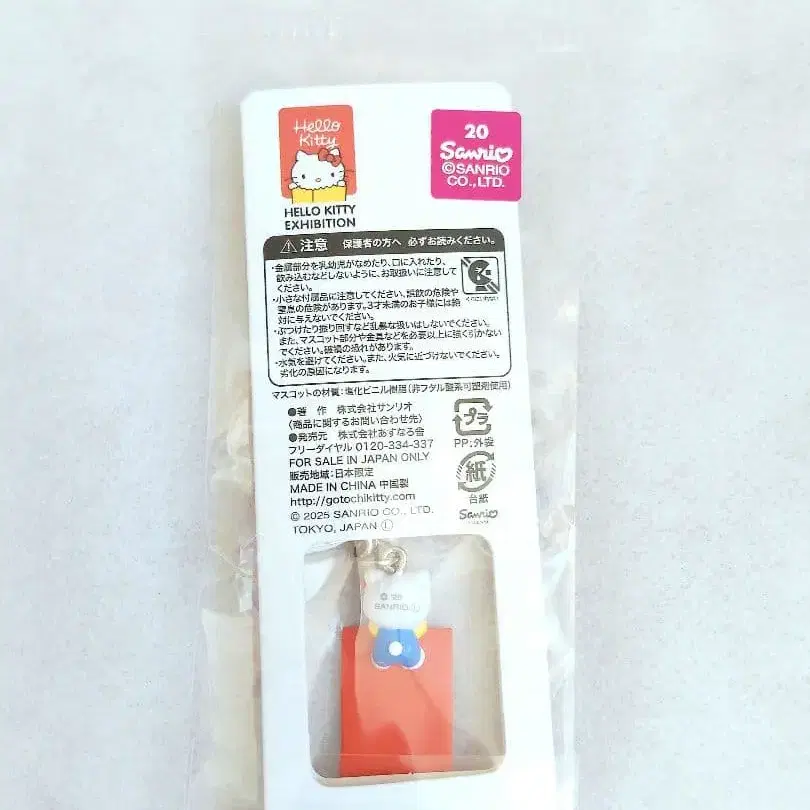 Hello
Kitty
HELLO KITTY
EXHIBITION
20
Sanrio
©SANRIO
CO., LTD.
注意 保護者の方へ 必ずお読みください。
・金属部分を乳幼児がなめたり、口に入れたり、
飲み込むなどしないように、お取扱いに注意して
ください。
・小さな付属品に注意してください。誤飲の危険や
窒息の危険があります。3才未満のお子様には絶
対に与えないでください。
・ぶつけたり振り回すなど乱暴な扱いはしないでください。
また、マスコット部分や金具などを必要以上に強く引かない
でください。破損の恐れがあります。
・水気を避けてください。また、火気に近づけないでください。
劣化の原因になります。
くちにいれない
マスコットの材質：塩化ビニル樹脂(非フタル酸系可塑剤使用)
●著 作 株式会社サンリオ
〈商品に関するお問い合わせ先〉
●発売元 株式会社あすなろ舎
フリーダイヤル 0120-334-337
FOR SALE IN JAPAN ONLY
販売地域：日本限定
MADE IN CHINA 中国製
http://gotochikitty.com
© 2025 SANRIO CO., LTD.
TOKYO, JAPAN Ⓛ
プラ
PP:外袋
紙
台紙
Sanrio
© '25
SANRIO